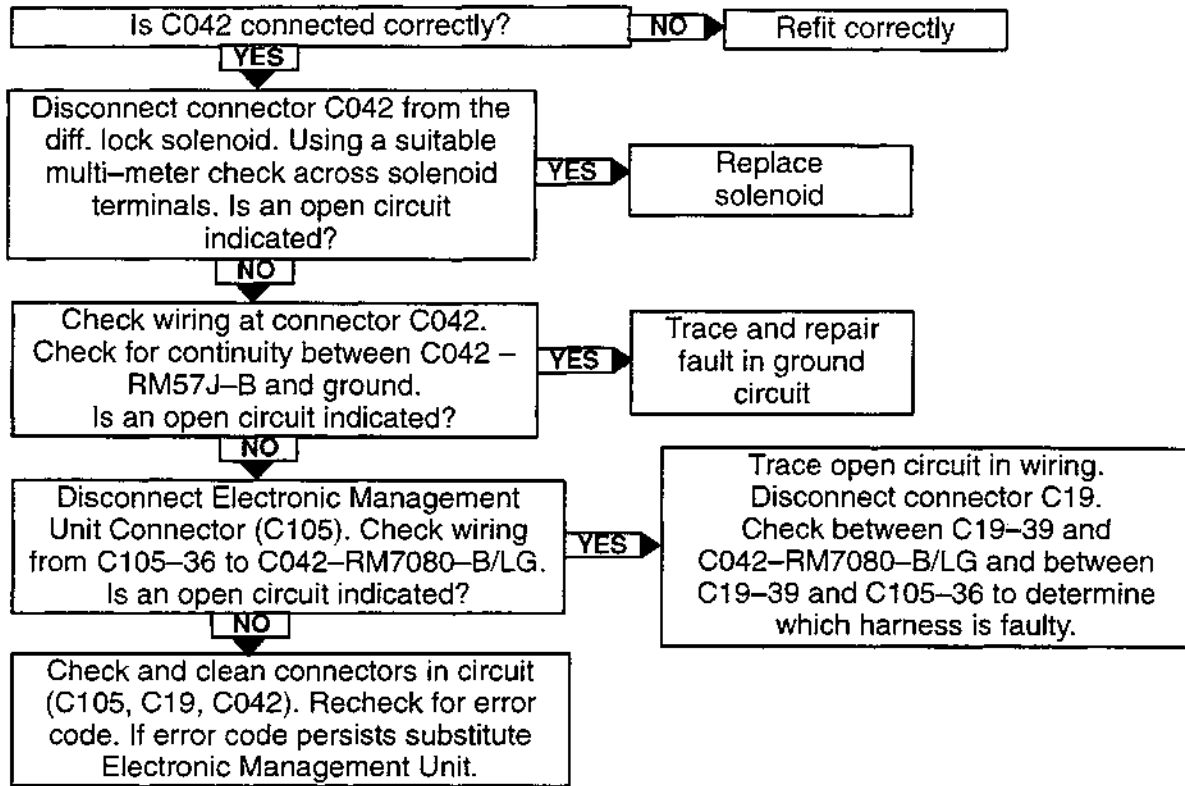 Is C042 connected correctly?
NO
Refit correctly
YES
Disconnect connector C042 from the
diff. lock solenoid. Using a suitable
multi–meter check across solenoid
terminals. Is an open circuit
indicated?
YES
Replace
solenoid
NO
Check wiring at connector C042.
Check for continuity between C042 –
RM57J–B and ground.
Is an open circuit indicated?
YES
Trace and repair
fault in ground
circuit
NO
Disconnect Electronic Management
Unit Connector (C105). Check wiring
from C105–36 to C042–RM7080–B/LG.
Is an open circuit indicated?
YES
Trace open circuit in wiring.
Disconnect connector C19.
Check between C19–39 and
C042–RM7080–B/LG and between
C19–39 and C105–36 to determine
which harness is faulty.
NO
Check and clean connectors in circuit
(C105, C19, C042). Recheck for error
code. If error code persists substitute
Electronic Management Unit.